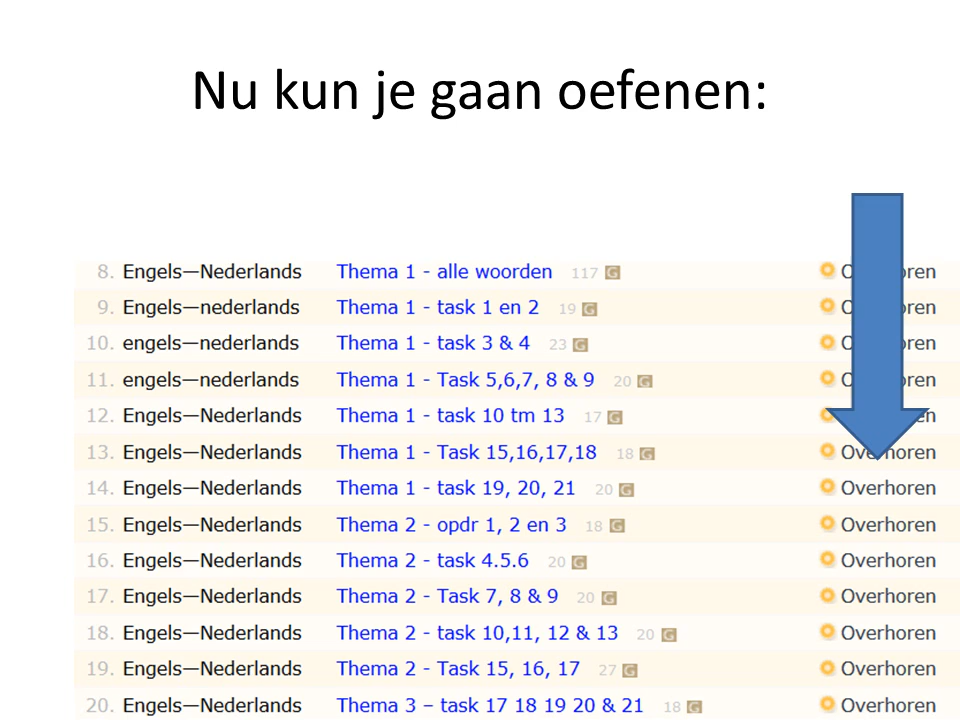 Nu kun je gaan oefenen:
8. Engels—Nederlands Thema 1 - alle woorden 117 G
9. Engels—nederlands Thema 1 - task 1 en 2 19 G
10. engels—nederlands Thema 1 - task 3 & 4 23 G
11. engels—nederlands Thema 1 - Task 5,6,7, 8 & 9 20 G
12. Engels—Nederlands Thema 1 - task 10 tm 13 17 G
13. Engels—Nederlands Thema 1 - Task 15,16,17,18 18 G Overhoren
14. Engels—Nederlands Thema 1 - task 19, 20, 21 20 G Overhoren
15. Engels—Nederlands Thema 2 - opdr 1, 2 en 3 18 G Overhoren
16. Engels—Nederlands Thema 2 - task 4.5.6 20 G Overhoren
17. Engels—Nederlands Thema 2 - Task 7, 8 & 9 20 G Overhoren
18. Engels—Nederlands Thema 2 - task 10,11, 12 & 13 20 G Overhoren
19. Engels—Nederlands Thema 2 - Task 15, 16, 17 27 G Overhoren
20. Engels—Nederlands Thema 3 – task 17 18 19 20 & 21 18 G Overhoren